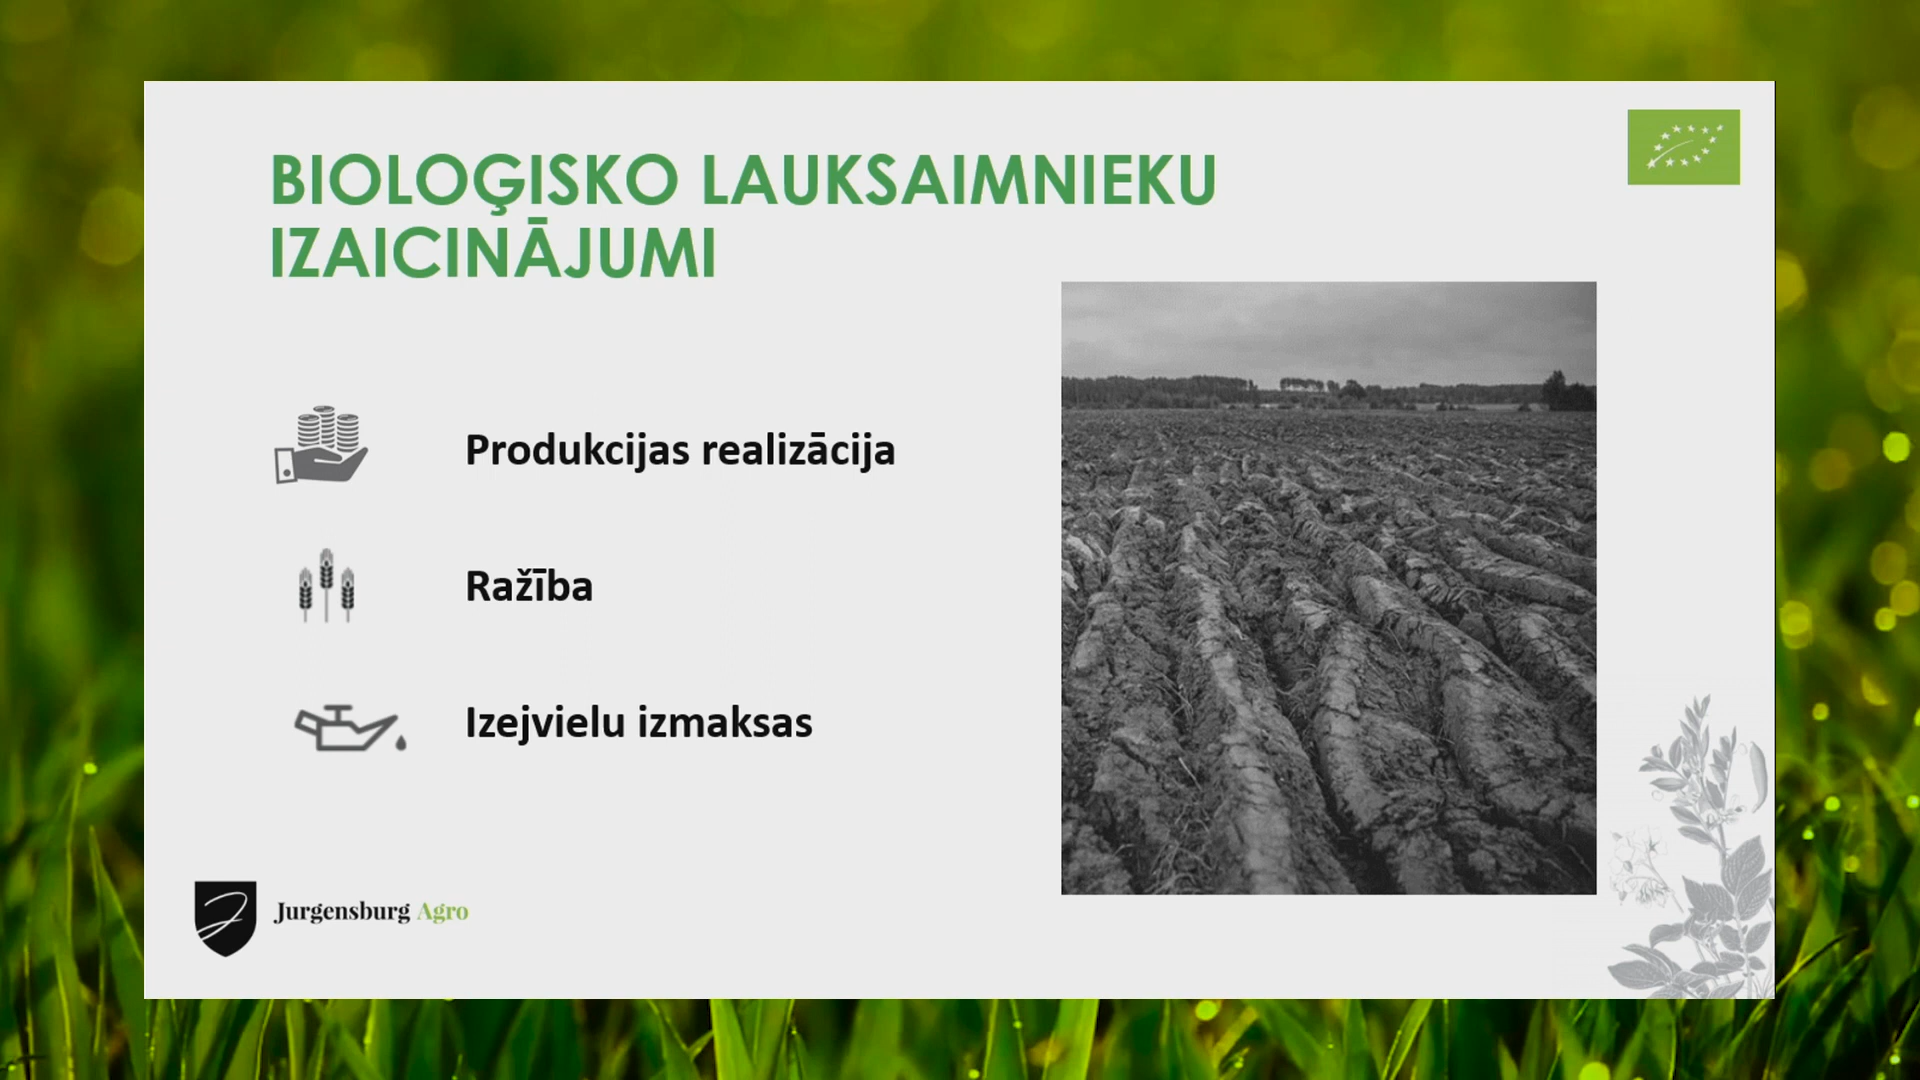 BIOLOĢISKO LAUKSAIMNIEKU
IZAICINĀJUMI
Produkcijas realizācija
Ražība
Izejvielu izmaksas
Jurgensburg Agro